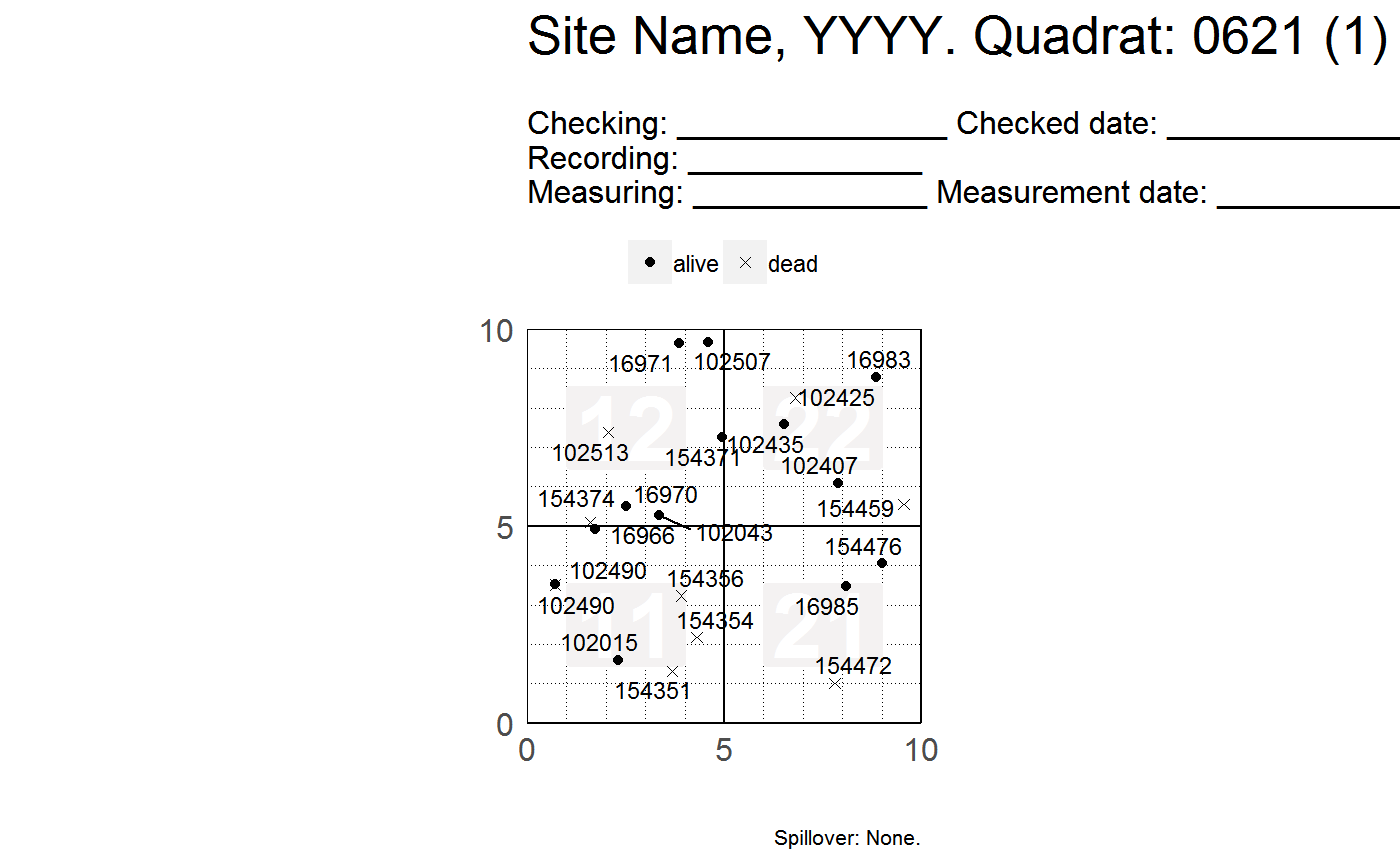 Site Name, YYYY. Quadrat: 0621 (1)
Checking: _______________ Checked date: _____________
Recording: _____________
Measuring: _____________ Measurement date: __________
alive dead
10
16971 102507 16983
102425
12 22
102513 154371 102435
102407
154374 16970 154459
5
16966 102043 154476
102490 154356
102490 16985
11 154354 21
102015 154472
154351
0
0 5 10
Spillover: None.